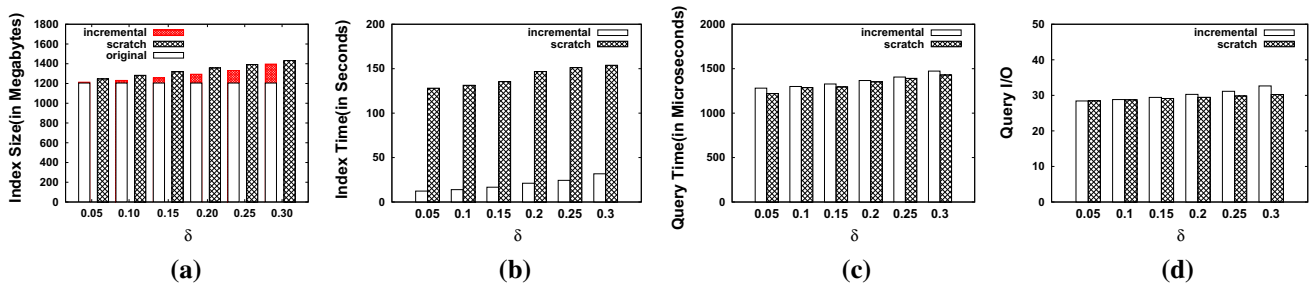 Index Size(in Megabytes)
1800
1600
1400
1200
1000
800
600
400
200
0
incremental
scratch
original
0.05 0.10 0.15 0.20 0.25 0.30
δ
(a)
Index Time(in Seconds)
200
150
100
50
0
incremental
scratch
0.05 0.1 0.15 0.2 0.25 0.3
δ
(b)
Query Time(in Microseconds)
2000
1500
1000
500
0
incremental
scratch
0.05 0.1 0.15 0.2 0.25 0.3
δ
(c)
Query I/O
50
40
30
20
10
0
incremental
scratch
0.05 0.1 0.15 0.2 0.25 0.3
δ
(d)